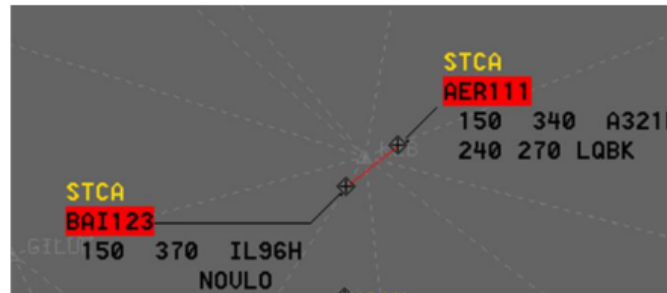 STCA
AER111
150 340 A321
240 270 LQBK
STCA
BAI123
150 370 IL96H
NOVLO